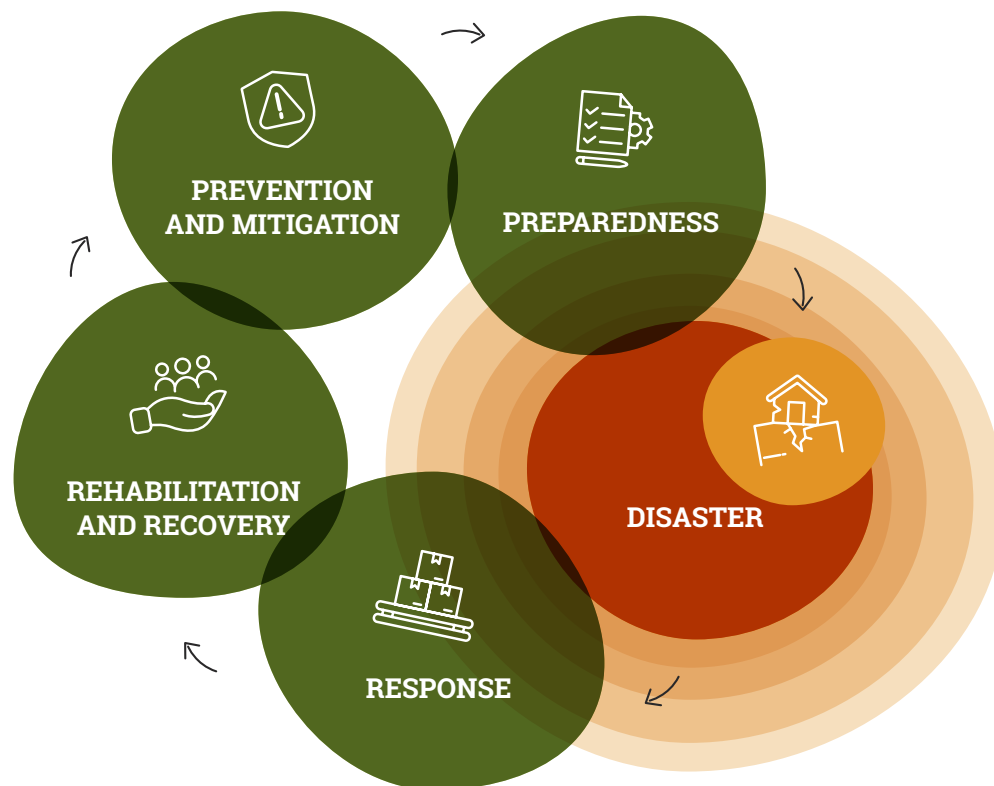 PREVENTION
AND MITIGATION
PREPAREDNESS
DISASTER
RESPONSE
REHABILITATION
AND RECOVERY